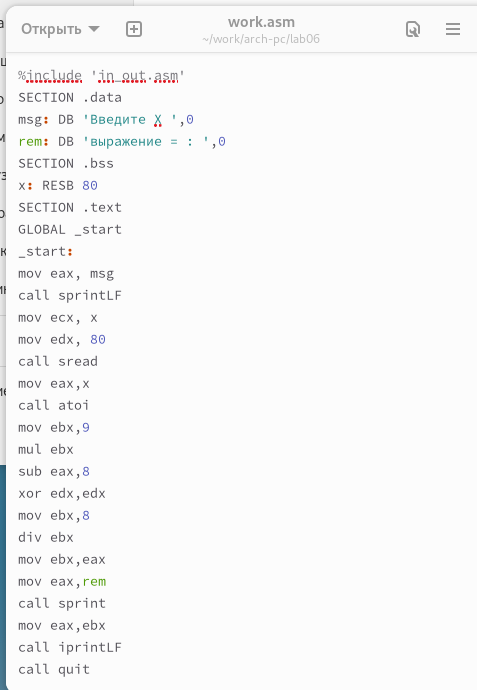 Открыть
work.asm
~/work/arch-pc/lab06
%include 'in_out.asm'
SECTION .data
msg: DB 'Введите X ',0
rem: DB 'выражение = : ',0
SECTION .bss
x: RESB 80
SECTION .text
GLOBAL _start
_start:
mov eax, msg
call sprintLF
mov ecx, x
mov edx, 80
call sread
mov eax,x
call atoi
mov ebx,9
mul ebx
sub eax,8
xor edx,edx
mov ebx,8
div ebx
mov ebx,eax
mov eax,rem
call sprint
mov eax,ebx
call iprintLF
call quit